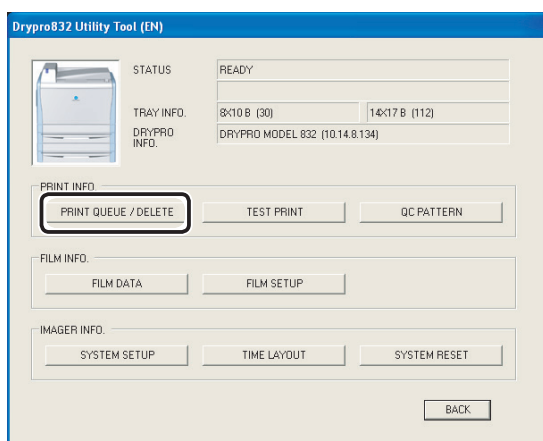 Drypro832 Utility Tool (EN)
STATUS READY
TRAY INFO. 8X10 B (30) 14X17 B (112)
DRYPRO INFO. DRYPRO MODEL 832 (10.14.8.134)
PRINT INFO.
PRINT QUEUE / DELETE TEST PRINT QC PATTERN
FILM INFO.
FILM DATA FILM SETUP
IMAGER INFO.
SYSTEM SETUP TIME LAYOUT SYSTEM RESET
BACK